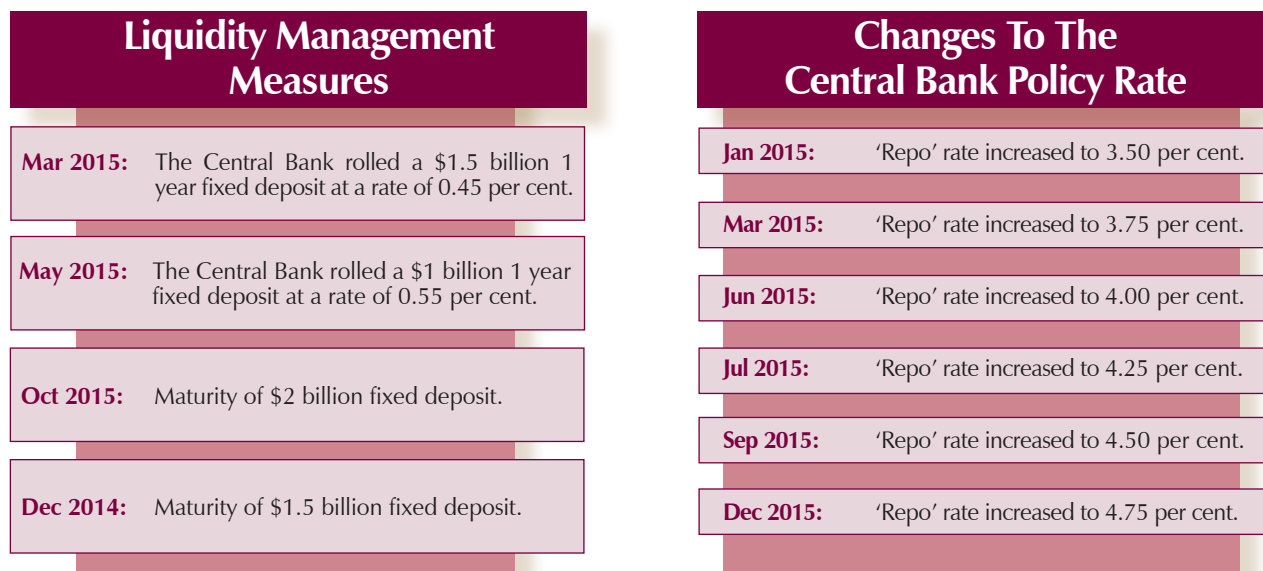 Liquidity Management
Measures
Mar 2015: The Central Bank rolled a $1.5 billion 1
year fixed deposit at a rate of 0.45 per cent.
May 2015: The Central Bank rolled a $1 billion 1 year
fixed deposit at a rate of 0.55 per cent.
Oct 2015: Maturity of $2 billion fixed deposit.
Dec 2014: Maturity of $1.5 billion fixed deposit.
Changes To The
Central Bank Policy Rate
Jan 2015: ‘Repo’ rate increased to 3.50 per cent.
Mar 2015: ‘Repo’ rate increased to 3.75 per cent.
Jun 2015: ‘Repo’ rate increased to 4.00 per cent.
Jul 2015: ‘Repo’ rate increased to 4.25 per cent.
Sep 2015: ‘Repo’ rate increased to 4.50 per cent.
Dec 2015: ‘Repo’ rate increased to 4.75 per cent.